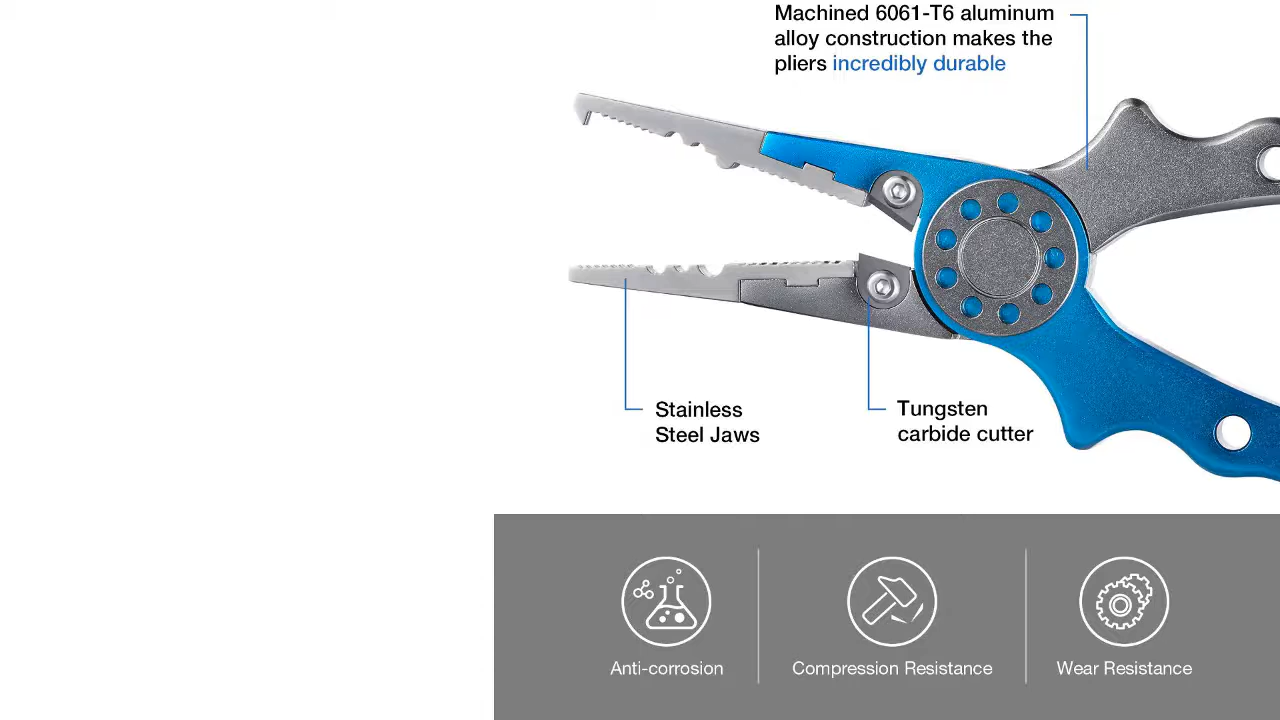 Machined 6061-T6 aluminum
alloy construction makes the
pliers incredibly durable
Stainless
Steel Jaws
Tungsten
carbide cutter
Anti-corrosion
Compression Resistance
Wear Resistance